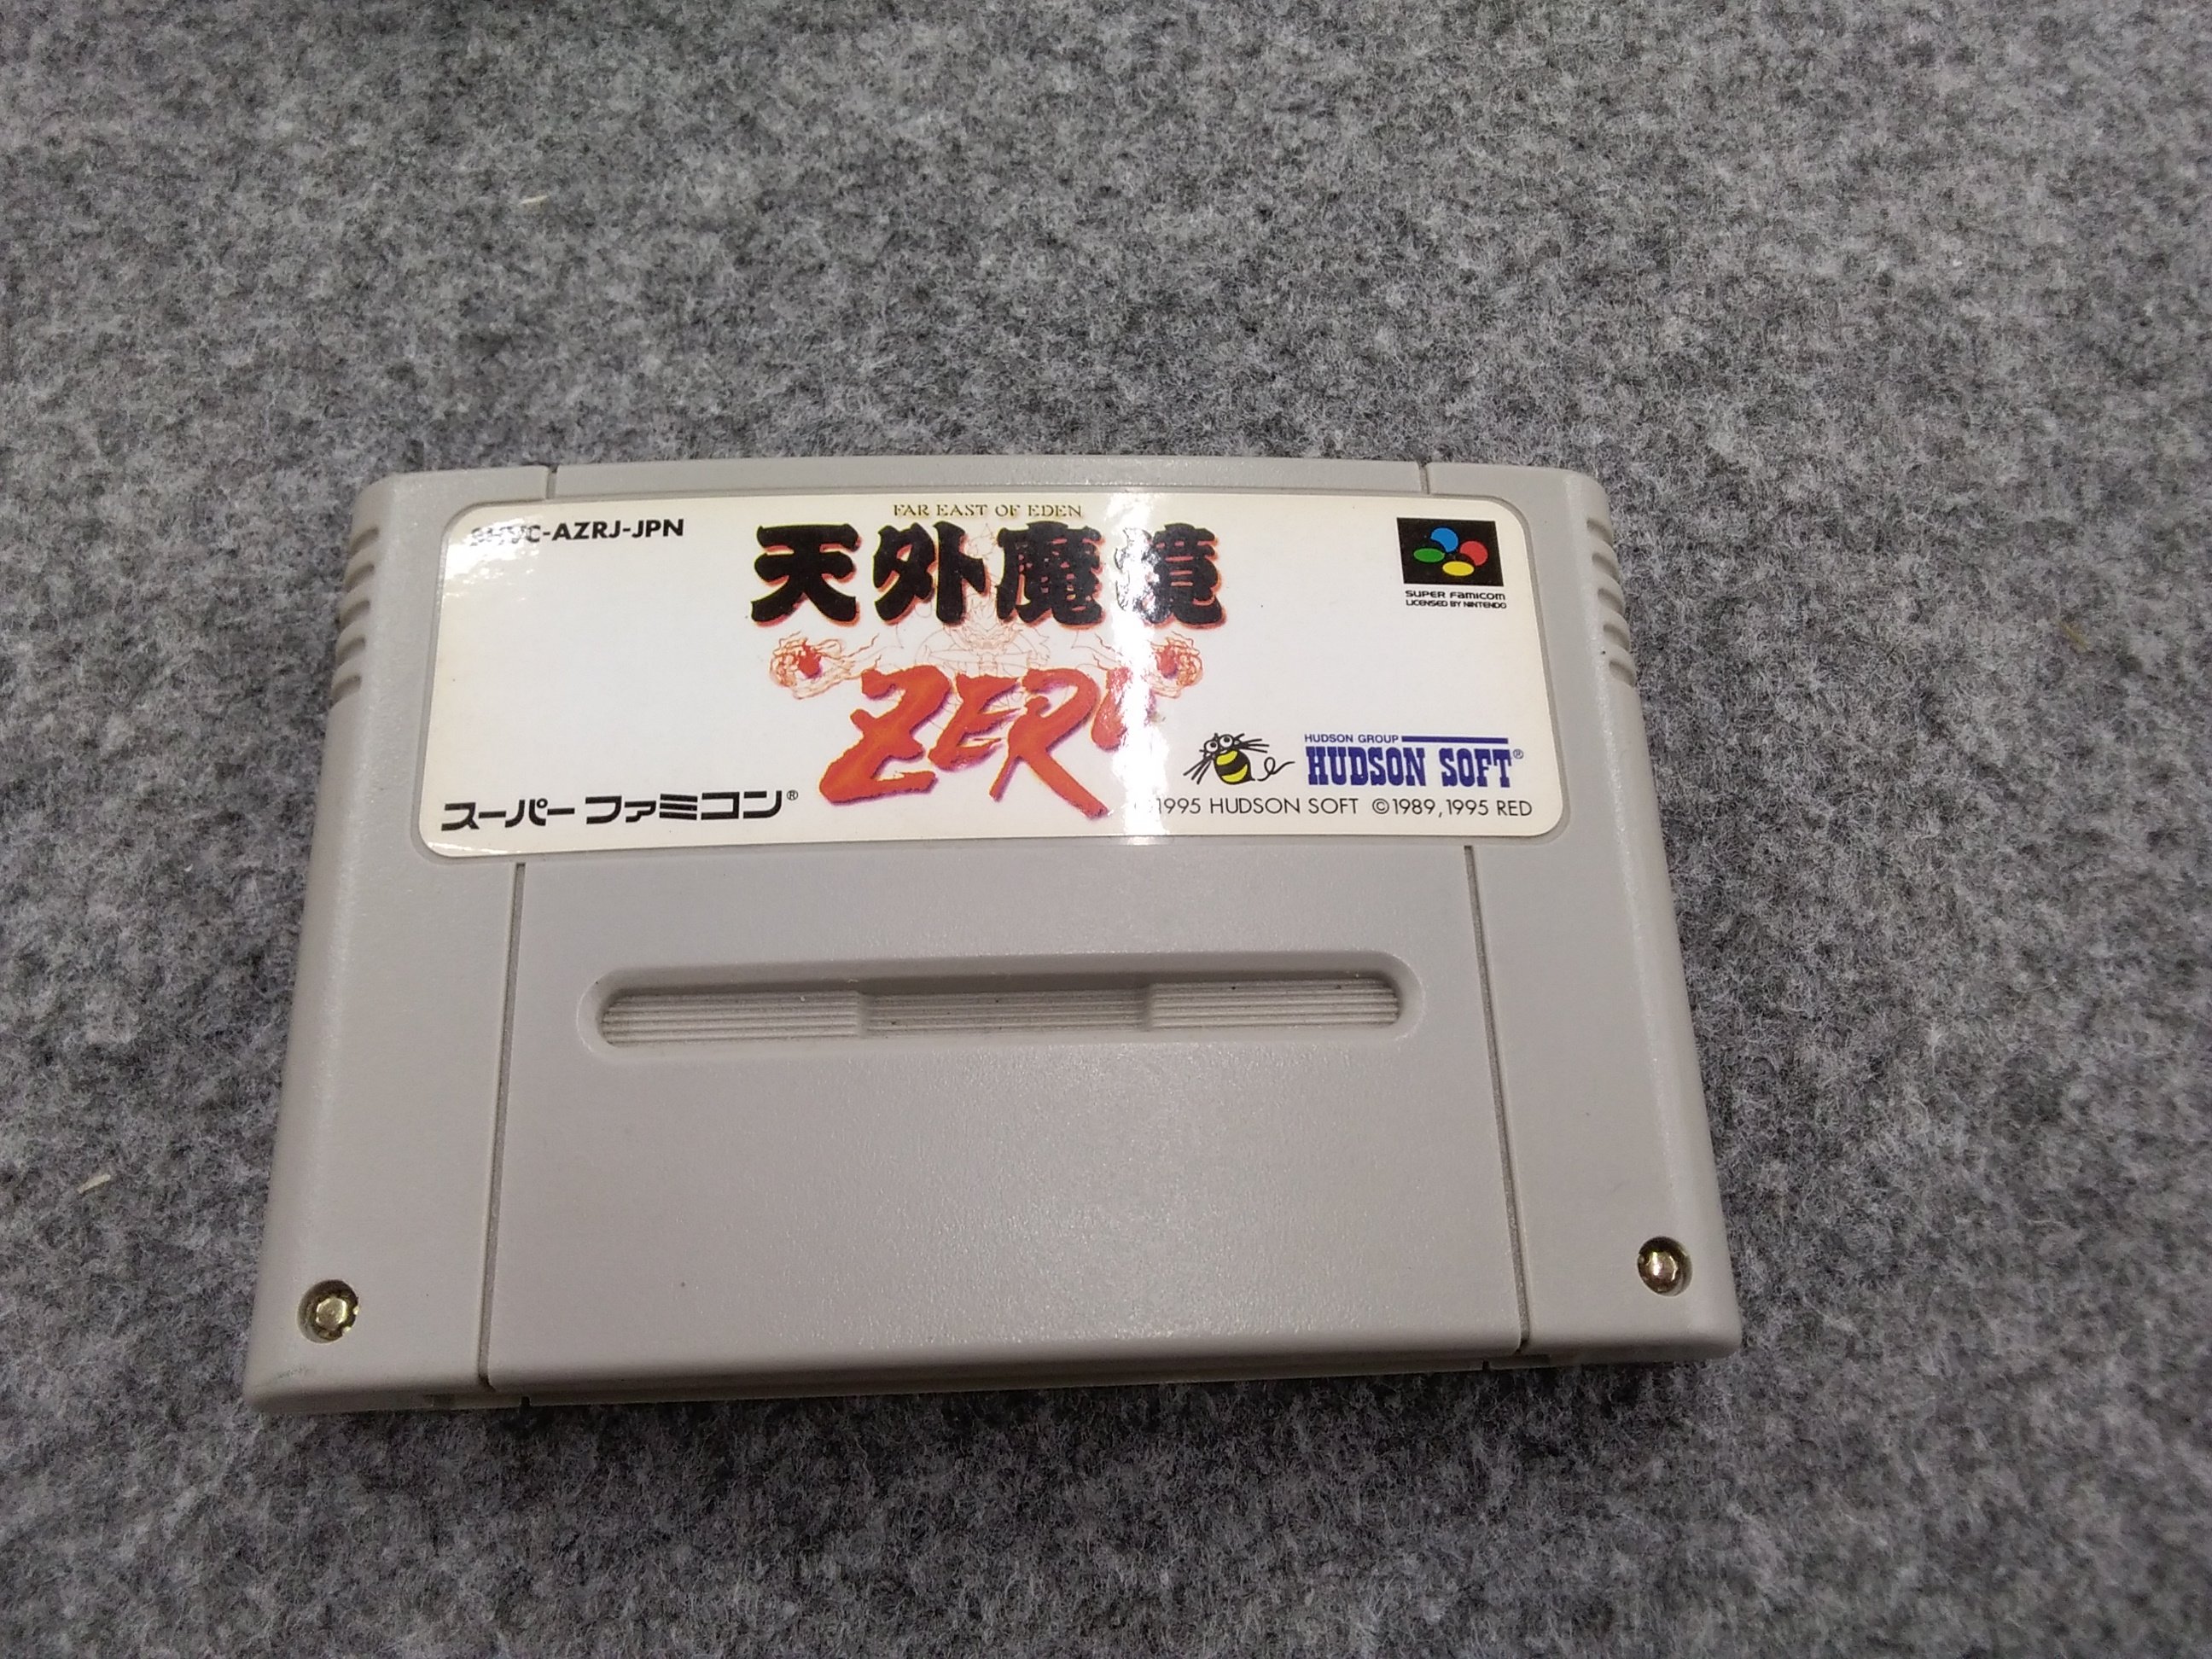 -AZRJ-JPN
FAR EAST OF EDEN
天外魔境
ZERO
SUPER FAMICOM
LICENSED BY NINTENDO
HUDSON GROUP
HUDSON SOFT®
スーパーファミコン®
1995 HUDSON SOFT ©1989,1995 RED